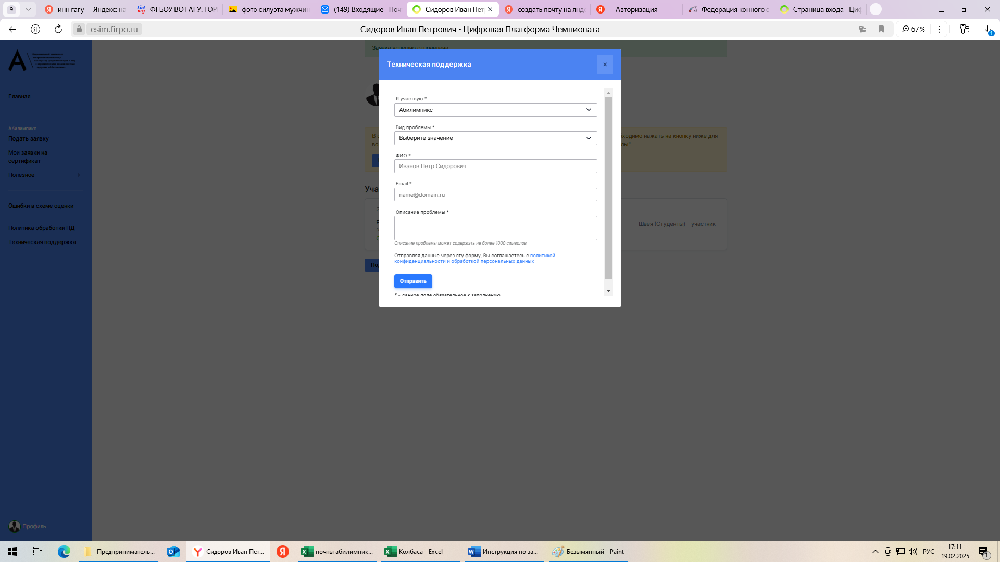 9
инн гагу — Яндекс: на
List org
ФГБОУ ВО ГАГУ, ГОР
фото силуэта мужчин
(149) Входящие - Поч
Сидоров Иван Пет
создать почту на янд
Авторизация
Федерация конного с
Страница входа - Циф
esim.firpo.ru
Сидоров Иван Петрович - Цифровая Платформа Чемпионата
67 %
1
Главная
Абилимпикс
Подать заявку
Мои заявки на
сертификат
Полезное
Ошибки в схеме оценки
Политика обработки ПД
Техническая поддержка
Профиль
Заявка успешно отправлена
ходимо нажать на кнопку ниже для
Уча
Швея (Студенты) - участник
По
Техническая поддержка
Я участвую *
Абилимпикс
Вид проблемы *
Выберите значение
ФИО *
Иванов Петр Сидорович
Email *
name@domain.ru
Описание проблемы *
Описание проблемы может содержать не более 1000 символов
Отправляя данные через эту форму, Вы соглашаетесь с политикой
конфиденциальности и обработкой персональных данных
Отправить
* - данное поле обязательное к заполнению
Предприниматель...
Сидоров Иван Пет...
почты абилимпик...
Колбаса - Excel
Инструкция по за...
Безымянный - Paint
РУС
17:11
19.02.2025
1